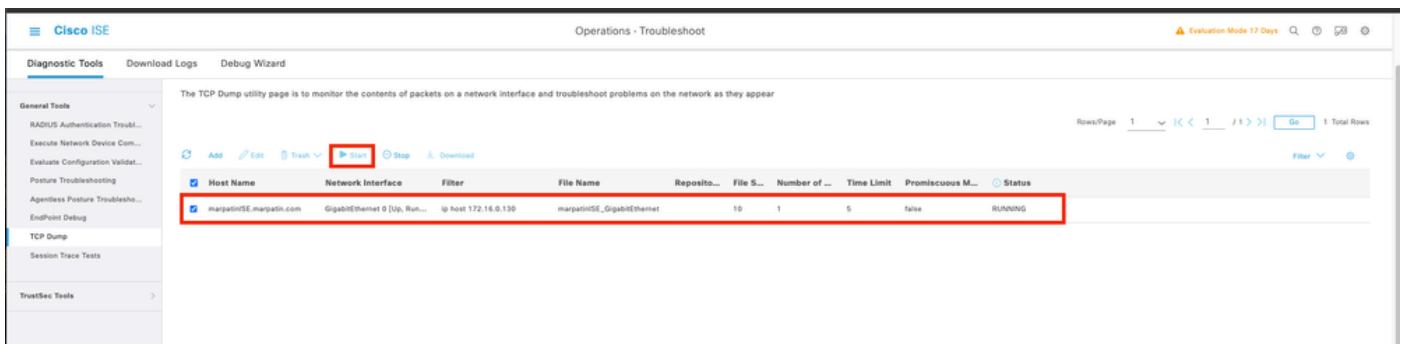 Cisco ISE
Operations - Troubleshoot
Evaluation Mode 17 Days
Diagnostic Tools Download Logs Debug Wizard
General Tools
RADIUS Authentication Troubl...
Execute Network Device Com...
Evaluate Configuration Validat...
Posture Troubleshooting
Agentless Posture Troublesho...
EndPoint Debug
TCP Dump
Session Trace Tests
TrustSec Tools
The TCP Dump utility page is to monitor the contents of packets on a network interface and troubleshoot problems on the network as they appear
Rows/Page 1 |< < 1 / 1 > >| Go 1 Total Rows
Add Edit Trash Start Stop Download Filter
Host Name Network Interface Filter File Name Reposito... File S... Number of ... Time Limit Promiscuous M... Status
marpatinISE.marpatin.com GigabitEthernet 0 [Up, Run... ip host 172.16.0.130 marpatinISE_GigabitEthernet 10 1 5 false RUNNING